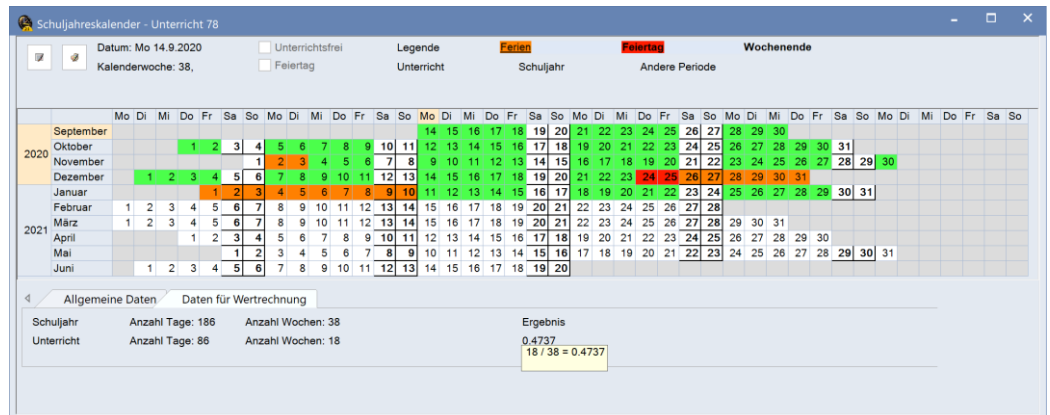 Schuljahreskalender - Unterricht 78
Datum: Mo 14.9.2020 Unterrichtsfrei Legende Ferien Feiertag Wochenende
Kalenderwoche: 38, Feiertag Unterricht Schuljahr Andere Periode
Mo Di Mi Do Fr Sa So Mo Di Mi Do Fr Sa So Mo Di Mi Do Fr Sa So Mo Di Mi Do Fr Sa So Mo Di Mi Do Fr Sa So Mo Di Mi Do Fr Sa So
2020
September 14 15 16 17 18 19 20 21 22 23 24 25 26 27 28 29 30
Oktober 1 2 3 4 5 6 7 8 9 10 11 12 13 14 15 16 17 18 19 20 21 22 23 24 25 26 27 28 29 30 31
November 1 2 3 4 5 6 7 8 9 10 11 12 13 14 15 16 17 18 19 20 21 22 23 24 25 26 27 28 29 30
Dezember 1 2 3 4 5 6 7 8 9 10 11 12 13 14 15 16 17 18 19 20 21 22 23 24 25 26 27 28 29 30 31
2021
Januar 1 2 3 4 5 6 7 8 9 10 11 12 13 14 15 16 17 18 19 20 21 22 23 24 25 26 27 28 29 30 31
Februar 1 2 3 4 5 6 7 8 9 10 11 12 13 14 15 16 17 18 19 20 21 22 23 24 25 26 27 28
März 1 2 3 4 5 6 7 8 9 10 11 12 13 14 15 16 17 18 19 20 21 22 23 24 25 26 27 28 29 30 31
April 1 2 3 4 5 6 7 8 9 10 11 12 13 14 15 16 17 18 19 20 21 22 23 24 25 26 27 28 29 30
Mai 1 2 3 4 5 6 7 8 9 10 11 12 13 14 15 16 17 18 19 20 21 22 23 24 25 26 27 28 29 30 31
Juni 1 2 3 4 5 6 7 8 9 10 11 12 13 14 15 16 17 18 19 20
Allgemeine Daten Daten für Wertrechnung
Schuljahr Anzahl Tage: 186 Anzahl Wochen: 38 Ergebnis
Unterricht Anzahl Tage: 86 Anzahl Wochen: 18 0.4737
18 / 38 = 0.4737